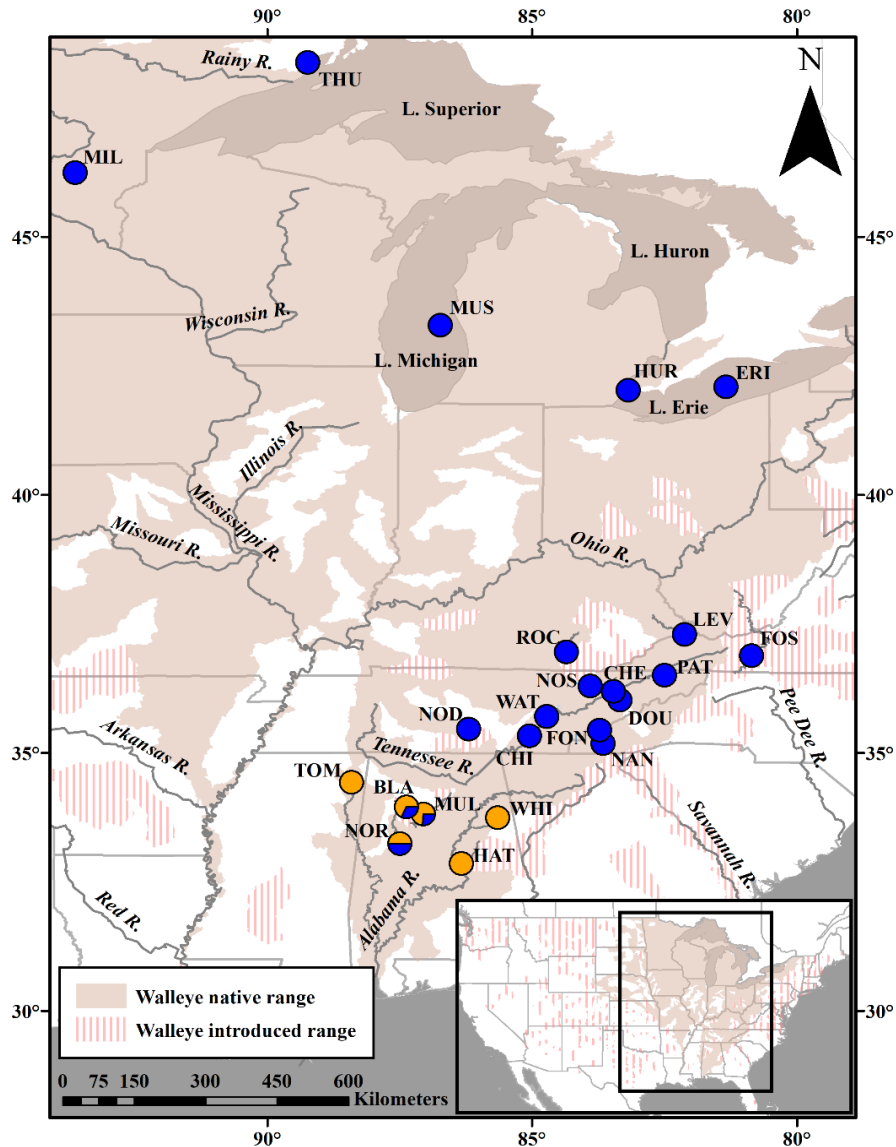 90° 85° 80°
Rainy R.
THU
N
L. Superior
MIL
45° 45°
L. Huron
Wisconsin R.
MUS
L. Michigan
HUR
ERI
L. Erie
Illinois R.
40° 40°
Mississippi R.
Missouri R.
Ohio R.
LEV
ROC
FOS
NOS
CHE
PAT
WAT
DOU
NOD
FON
Pee Dee R.
CHI
NAN
35° 35°
Arkansas R.
Tennessee R.
TOM
BLA
MUL
WHI
Savannah R.
NOR
HAT
Alabama R.
Red R.
Walleye native range
30° 30°
Walleye introduced range
0 75 150 300 450 600
Kilometers
90° 85° 80°